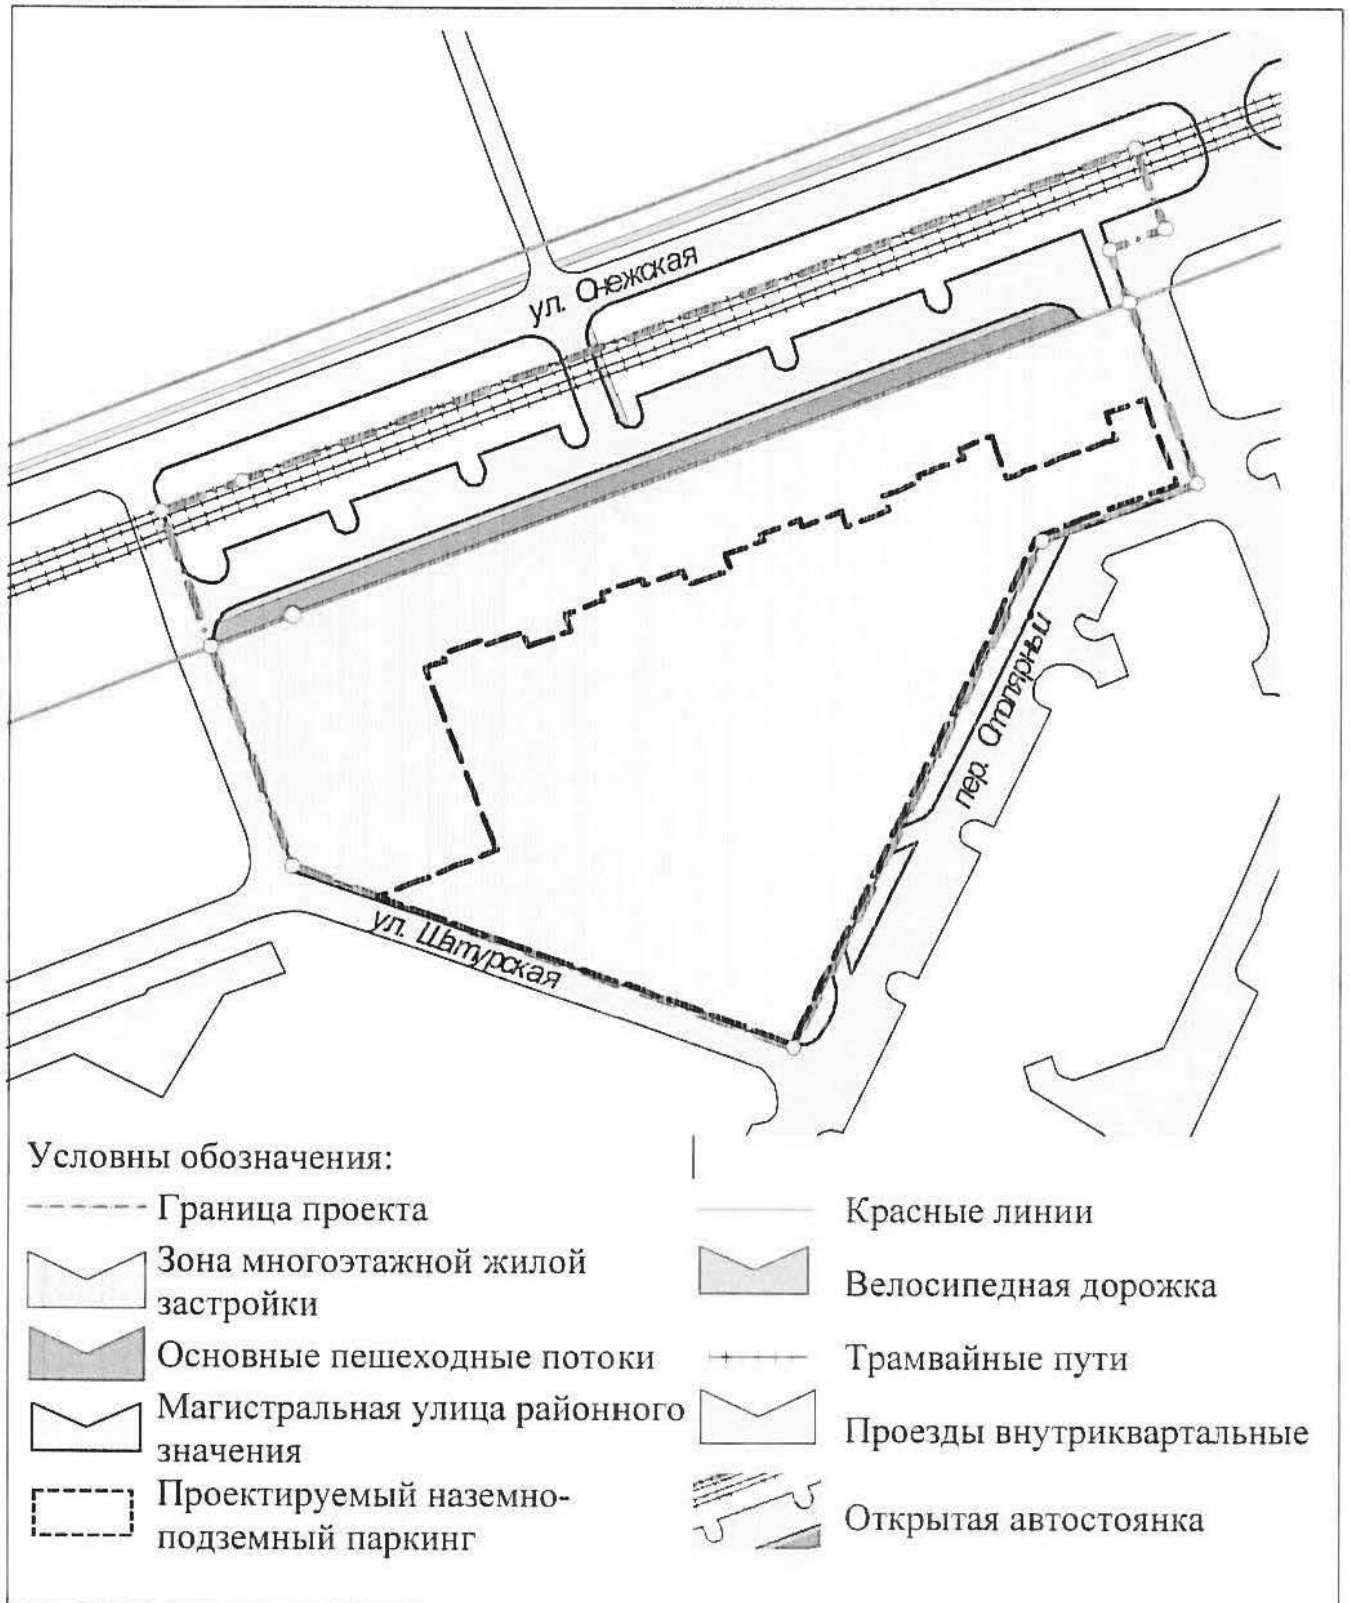 ул. Онежская
пер. Столярный
ул. Шатурская
Условны обозначения:
Граница проекта
Зона многоэтажной жилой
застройки
Основные пешеходные потоки
Магистральная улица районного
значения
Проектируемый наземно-
подземный паркинг
Красные линии
Велосипедная дорожка
Трамвайные пути
Проезды внутриквартальные
Открытая автостоянка